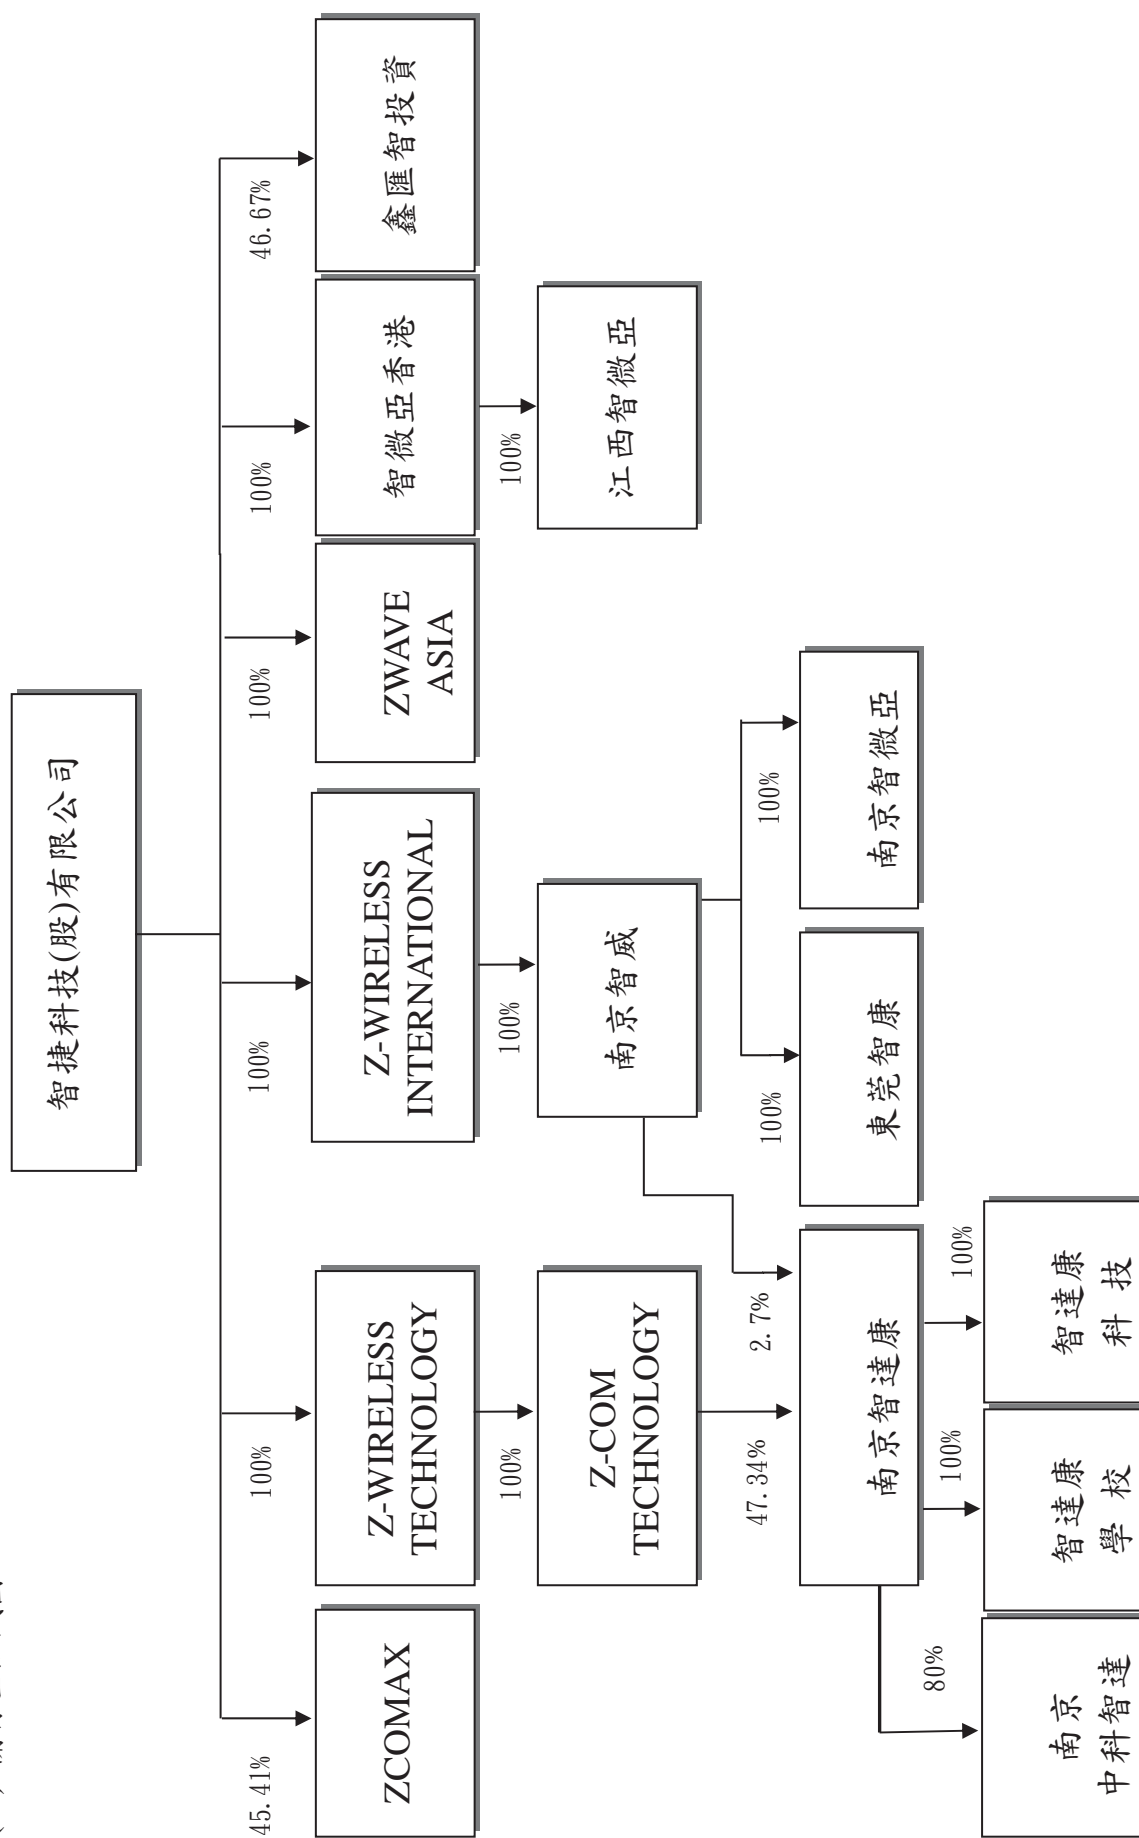 智捷科技(股)有限公司
45.41%
100%
100%
100%
100%
46.67%
ZCOMAX
Z-WIRELESS
TECHNOLOGY
Z-WIRELESS
INTERNATIONAL
ZWAVE
ASIA
智微亞香港
鑫匯智投資
100%
100%
100%
Z-COM
TECHNOLOGY
南京智威
江西智微亞
47.34%
2.7%
100%
100%
南京智達康
東莞智康
南京智微亞
80%
100%
100%
南京
中科智達
智達康
學校
智達康
科技